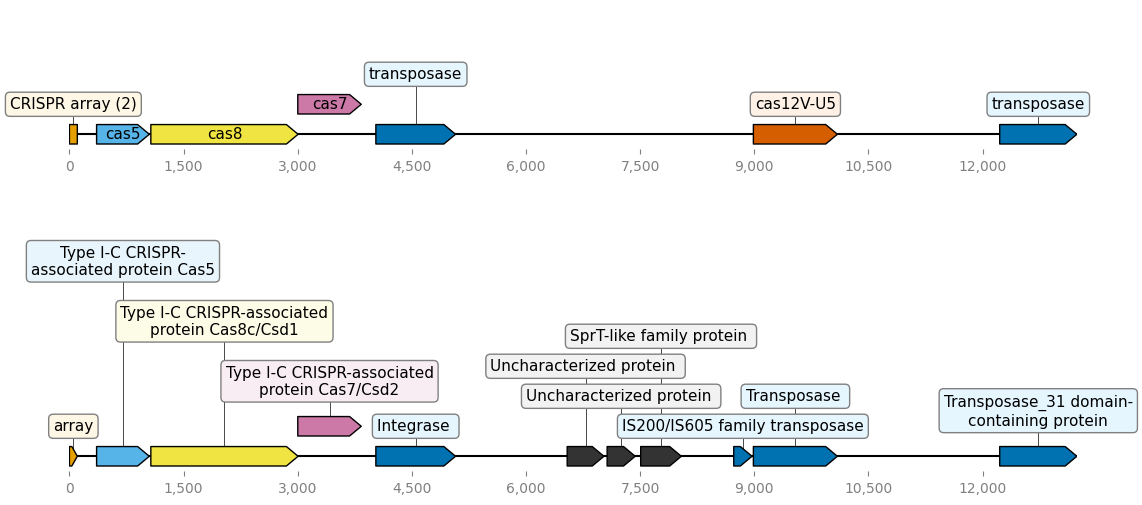 transposase
CRISPR array (2)
cas7
cas12V-U5
transposase
cas5
cas8
0 1,500 3,000 4,500 6,000 7,500 9,000 10,500 12,000
Type I-C CRISPR-
associated protein Cas5
Type I-C CRISPR-associated
protein Cas8c/Csd1
SprT-like family protein
Uncharacterized protein
Type I-C CRISPR-associated
protein Cas7/Csd2
Uncharacterized protein
Transposase
Transposase_31 domain-
containing protein
array
Integrase
IS200/IS605 family transposase
0 1,500 3,000 4,500 6,000 7,500 9,000 10,500 12,000